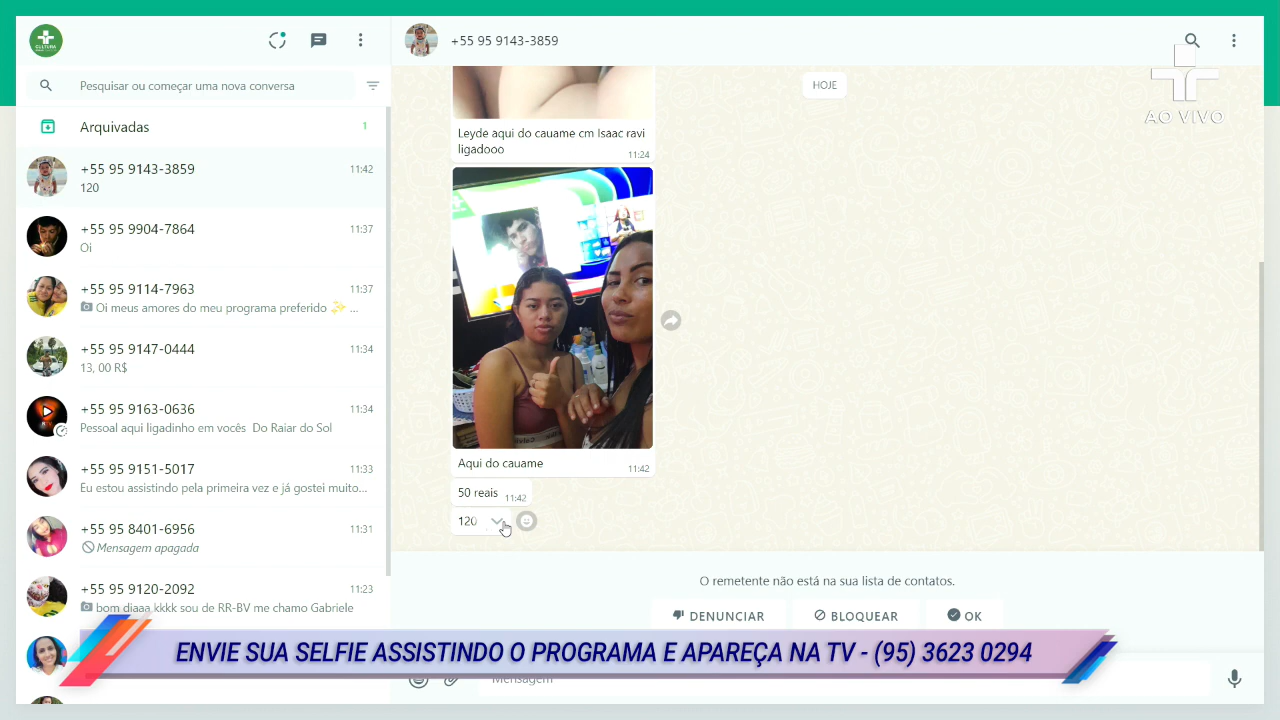 CULTURA
Pesquisar ou começar uma nova conversa
Arquivadas
1
+55 95 9143-3859
11:42
120
+55 95 9904-7864
11:37
Oi
+55 95 9114-7963
11:37
Oi meus amores do meu programa preferido ...
+55 95 9147-0444
11:34
13, 00 R$
+55 95 9163-0636
11:34
Pessoal aqui ligadinho em vocês Do Raiar do Sol
+55 95 9151-5017
11:33
Eu estou assistindo pela primeira vez e já gostei muito...
+55 95 8401-6956
11:31
Mensagem apagada
+55 95 9120-2092
11:23
bom diaaa kkkk sou de RR-BV me chamo Gabriele
+55 95 9143-3859
HOJE
AO VIVO
Leyde aqui do cauame cm Isaac ravi
ligadooo
11:24
Aqui do cauame
11:42
50 reais
11:42
120
O remetente não está na sua lista de contatos.
DENUNCIAR
BLOQUEAR
OK
ENVIE SUA SELFIE ASSISTINDO O PROGRAMA E APAREÇA NA TV - (95) 3623 0294
Mensagem